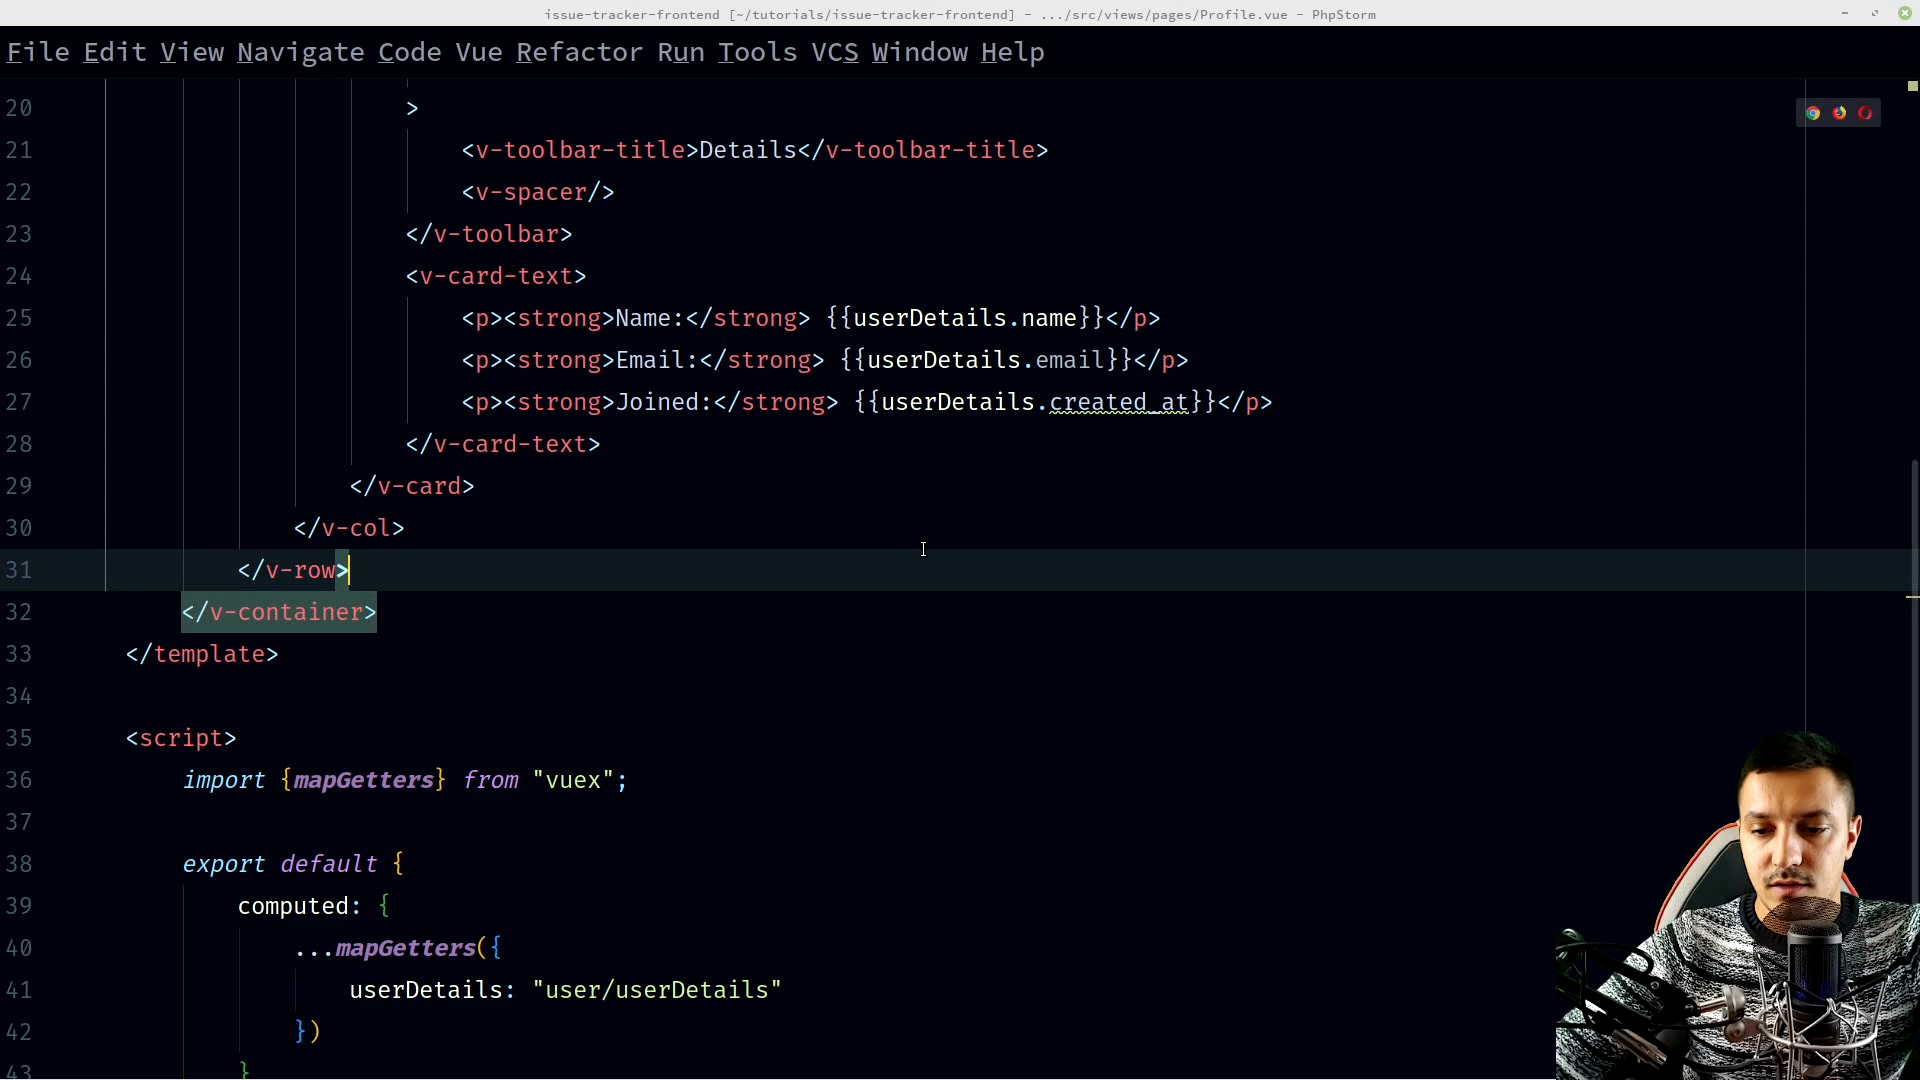 issue-tracker-frontend [~/tutorials/issue-tracker-frontend] - .../src/views/pages/Profile.vue - PhpStorm
File Edit View Navigate Code Vue Refactor Run Tools VCS Window Help
20 >
21 <v-toolbar-title>Details</v-toolbar-title>
22 <v-spacer/>
23 </v-toolbar>
24 <v-card-text>
25 <p><strong>Name:</strong> {{userDetails.name}}</p>
26 <p><strong>Email:</strong> {{userDetails.email}}</p>
27 <p><strong>Joined:</strong> {{userDetails.created_at}}</p>
28 </v-card-text>
29 </v-card>
30 </v-col>
31 </v-row>
32 </v-container>
33 </template>
34
35 <script>
36 import {mapGetters} from "vuex";
37
38 export default {
39 computed: {
40 ...mapGetters({
41 userDetails: "user/userDetails"
42 })
43 }